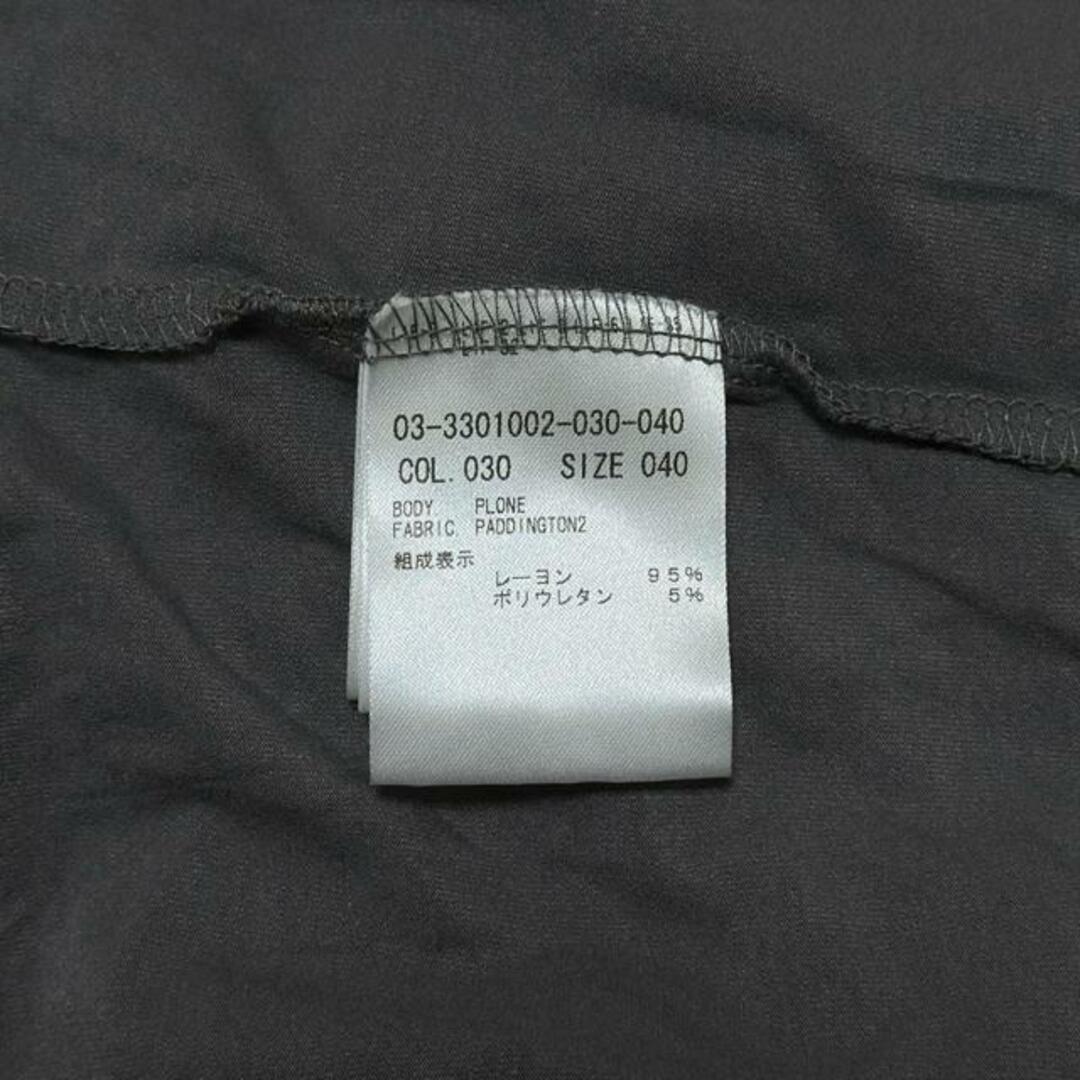 03-3301002-030-040
COL. 030 SIZE 040
BODY. PLONE
FABRIC. PADDINGTON2
組成表示
レーヨン 95%
ポリウレタン 5%